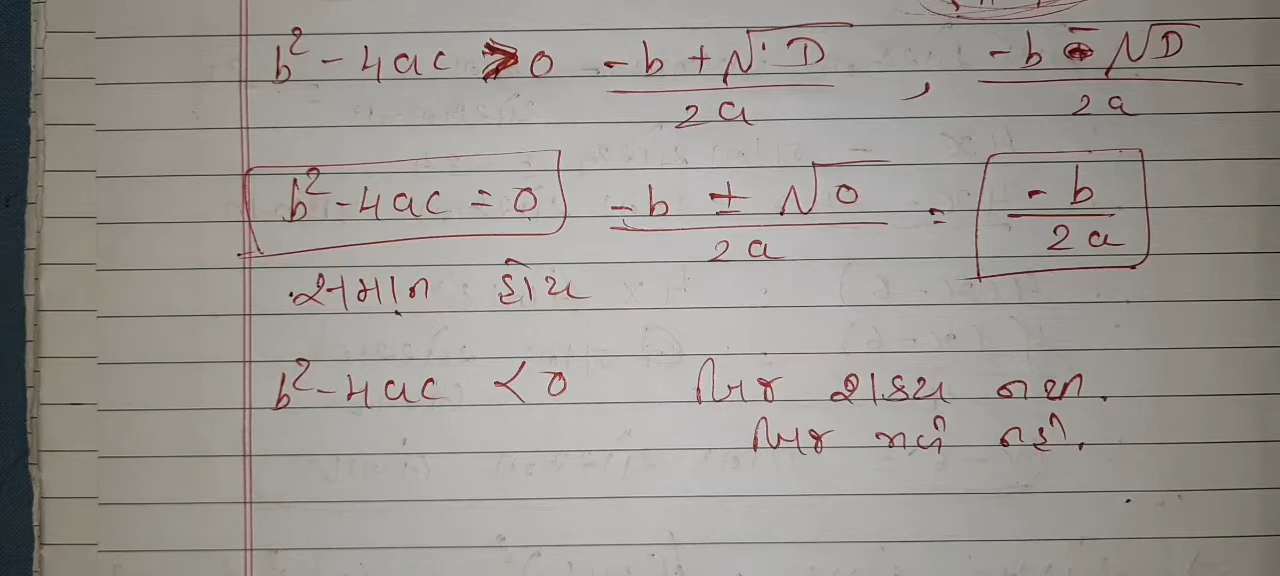 b² - 4ac > 0 (-b + √D)/2a , (-b - √D)/2a
b² - 4ac = 0 (-b ± √0)/2a = -b/2a
સમાન હોય
b² - 4ac < 0 બિજ શક્ય નથી.
બિજ મળે નહીં.